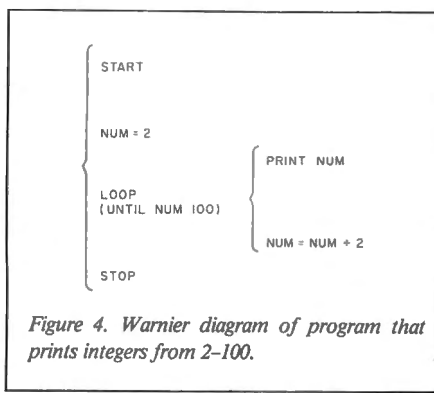 START
NUM = 2
LOOP
(UNTIL NUM 100)
PRINT NUM
NUM = NUM + 2
STOP
Figure 4. Warnier diagram of program that
prints integers from 2–100.